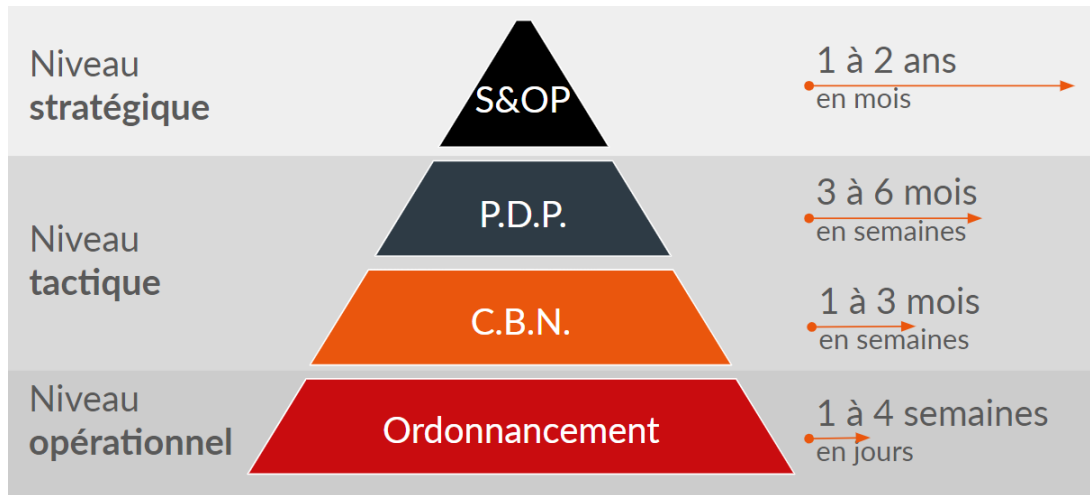 Niveau
stratégique
S&OP
1 à 2 ans
en mois
Niveau
tactique
P.D.P.
3 à 6 mois
en semaines
C.B.N.
1 à 3 mois
en semaines
Niveau
opérationnel
Ordonnancement
1 à 4 semaines
en jours